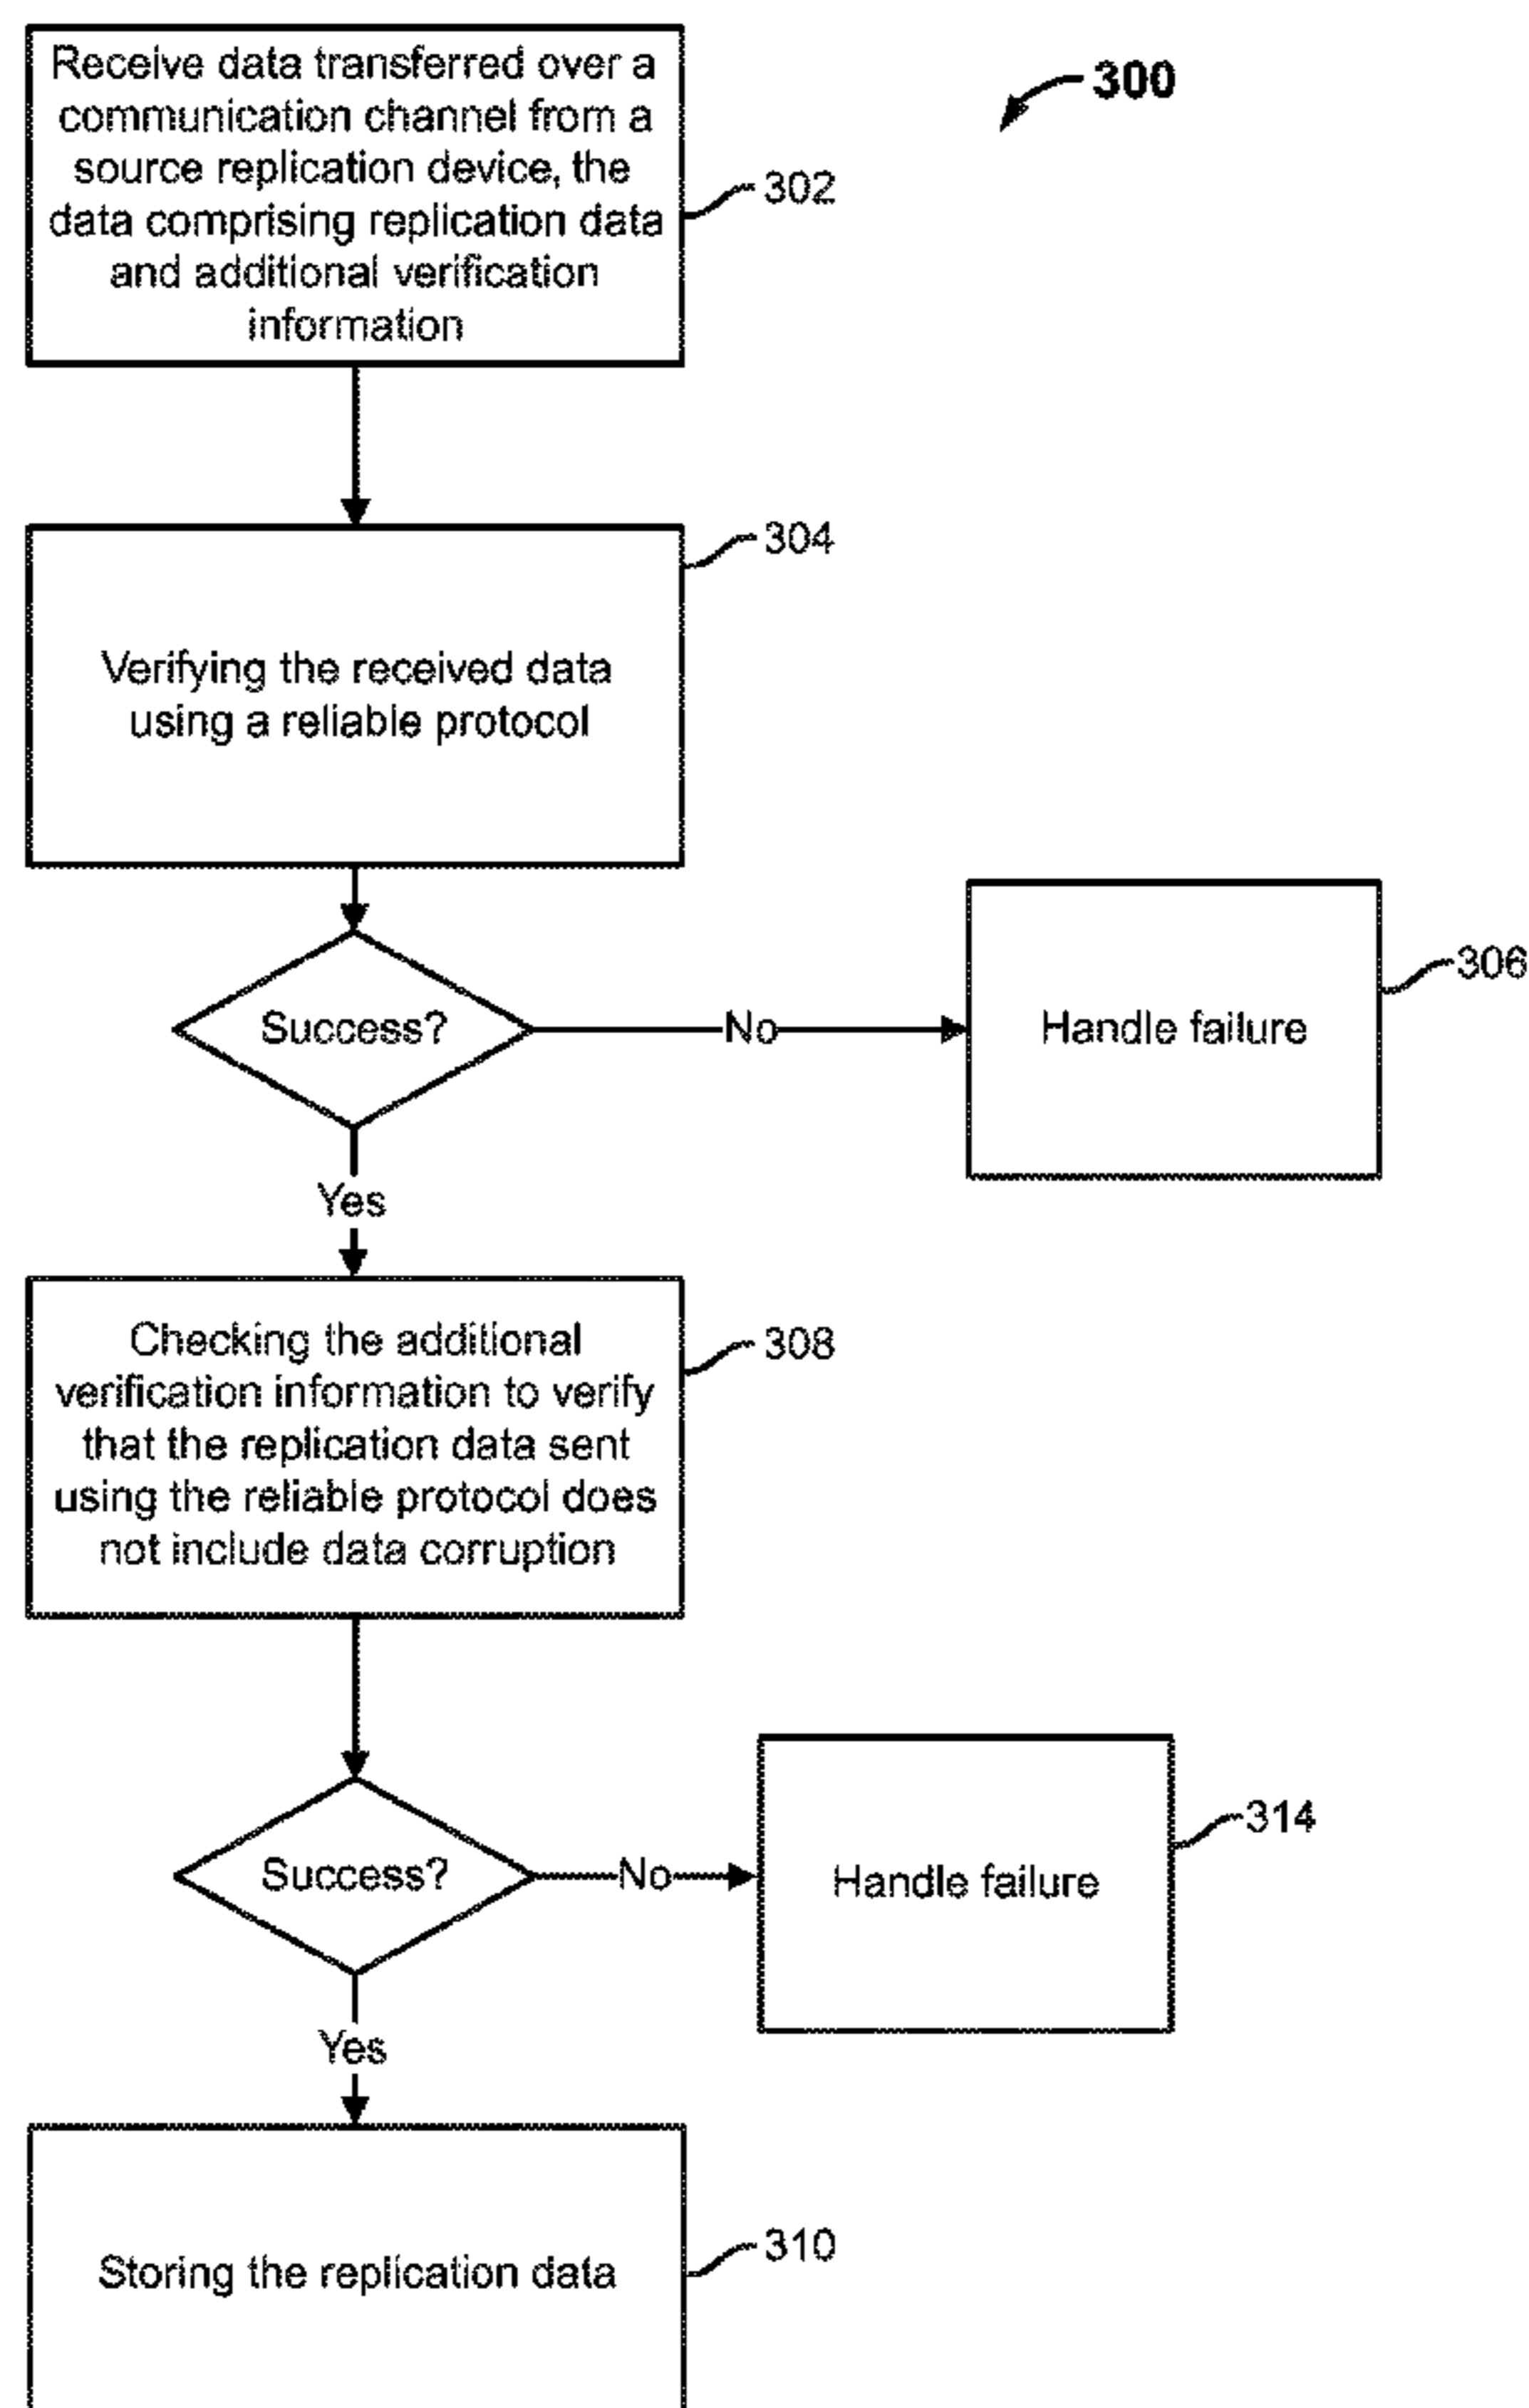 Receive data transferred over a
communication channel from a
source replication device, the
data comprising replication data
and additional verification
information
300
302
304
Verifying the received data
using a reliable protocol
306
Success?
No
Handle failure
Yes
308
Checking the additional
verification information to verify
that the replication data sent
using the reliable protocol does
not include data corruption
314
Success?
No
Handle failure
Yes
310
Storing the replication data